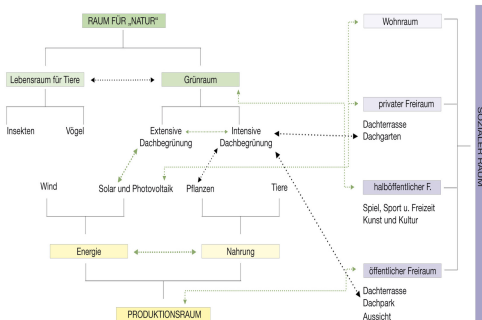 RAUM FÜR „NATUR"
Wohnraum
Lebensraum für Tiere
Grünraum
privater Freiraum
Insekten
Vögel
Extensive
Dachbegrünung
Intensive
Dachbegrünung
Dachterrasse
Dachgarten
Wind
Solar und Photovoltaik
Pflanzen
Tiere
halböffentlicher F.
Spiel, Sport u. Freizeit
Kunst und Kultur
Energie
Nahrung
öffentlicher Freiraum
Dachterrasse
Dachpark
Aussicht
PRODUKTIONSRAUM
SOZIALER RAUM